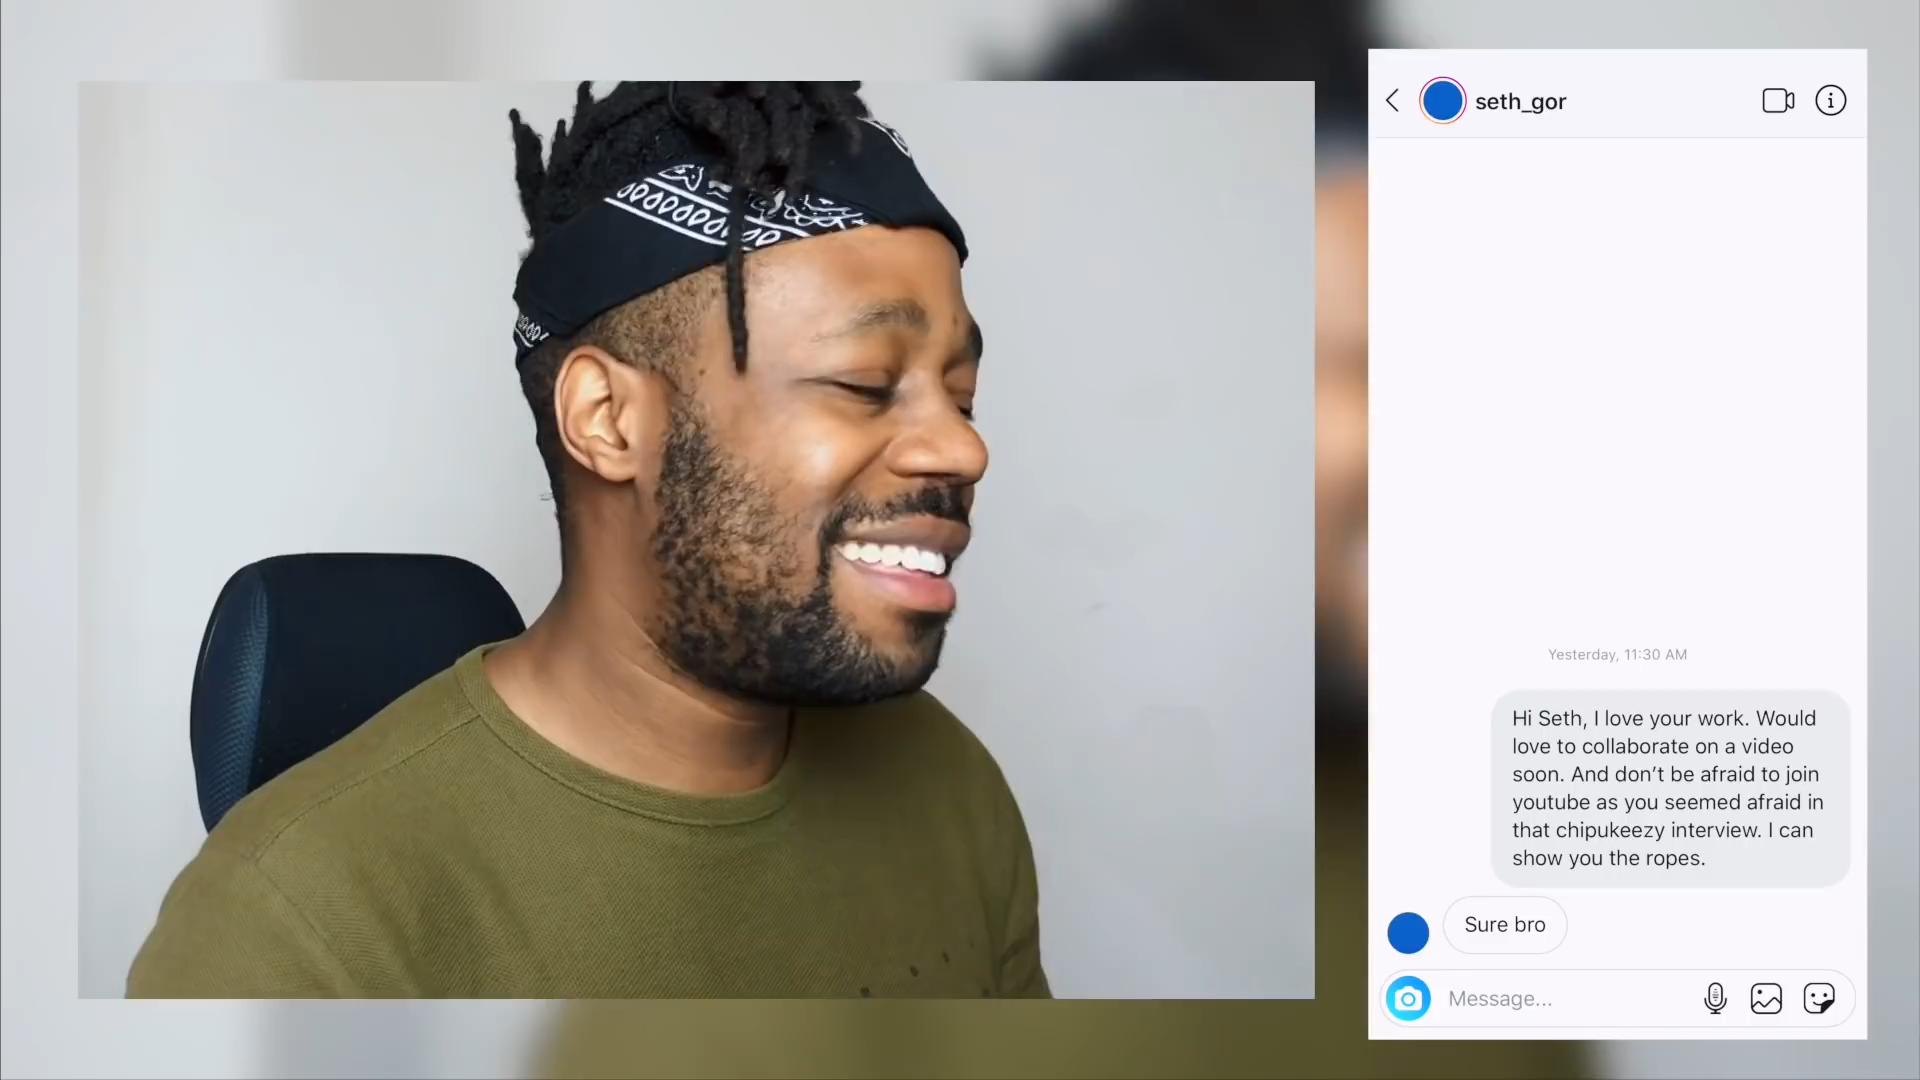 seth_gor
Yesterday, 11:30 AM
Hi Seth, I love your work. Would
love to collaborate on a video
soon. And don’t be afraid to join
youtube as you seemed afraid in
that chipukeezy interview. I can
show you the ropes.
Sure bro
Message...